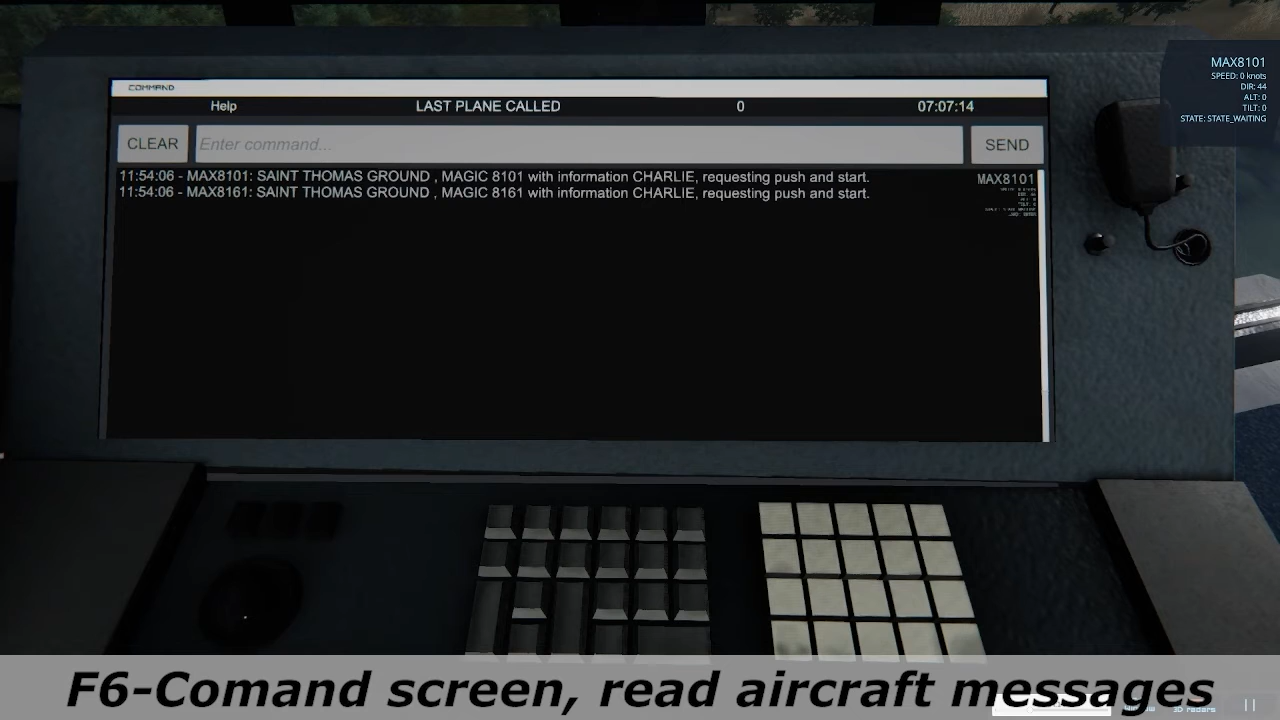 COMMAND
Help LAST PLANE CALLED 0 07:07:14
CLEAR Enter command... SEND
11:54:06 - MAX8101: SAINT THOMAS GROUND , MAGIC 8101 with information CHARLIE, requesting push and start.
11:54:06 - MAX8161: SAINT THOMAS GROUND , MAGIC 8161 with information CHARLIE, requesting push and start.
MAX8101
MAX8101
SPEED: 0 knots
DIR: 44
ALT: 0
TILT: 0
STATE: STATE_WAITING
F6-Comand screen, read aircraft messages
3D radars